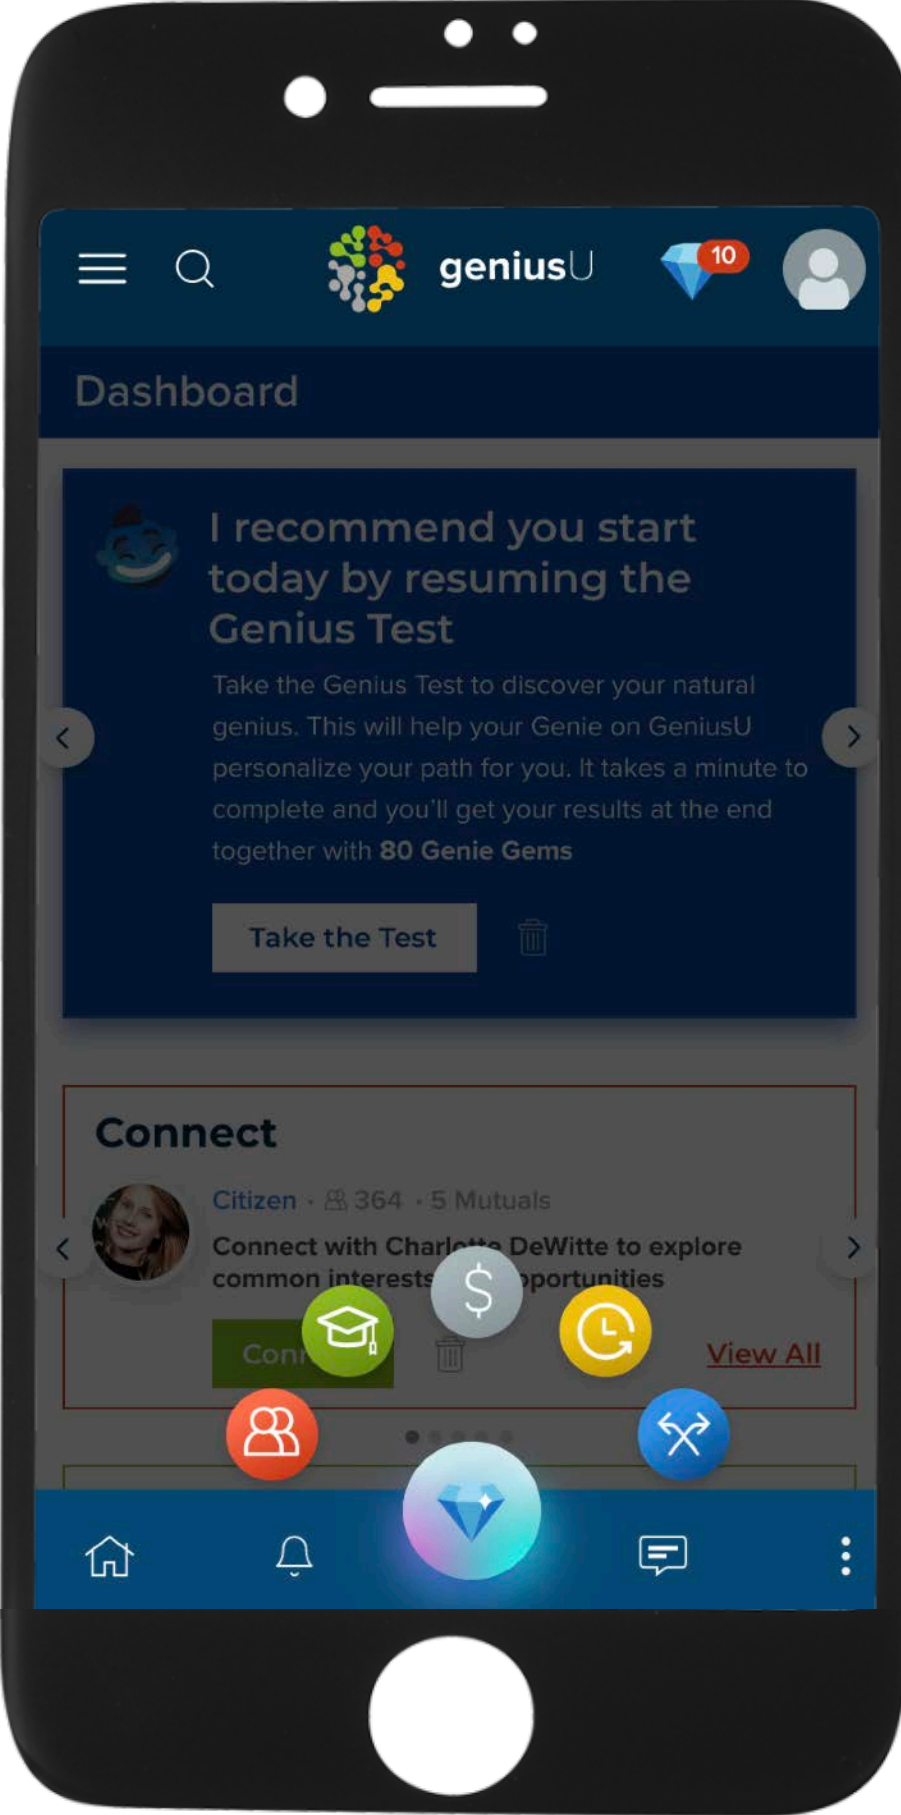 geniusU
10
Dashboard
I recommend you start
today by resuming the
Genius Test
Take the Genius Test to discover your natural
genius. This will help your Genie on GeniusU
personalize your path for you. It takes a minute to
complete and you'll get your results at the end
together with 80 Genie Gems
Take the Test
Connect
Citizen · 364 · 5 Mutuals
Connect with Charlotte DeWitte to explore
common interests
$
View All